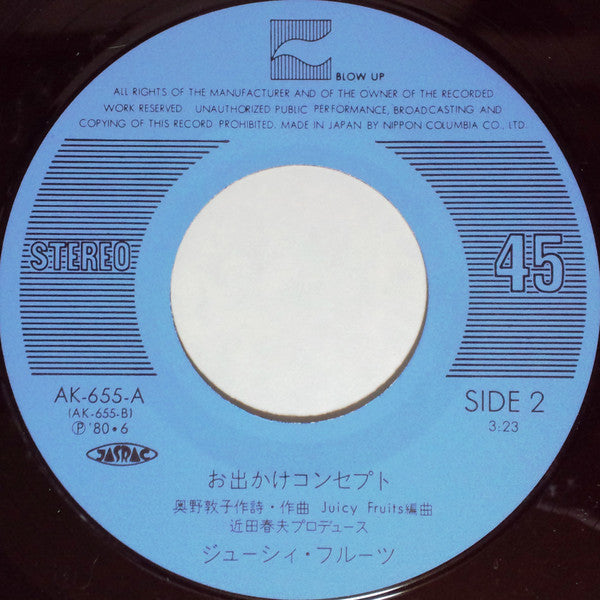 BLOW UP
ALL RIGHTS OF THE MANUFACTURER AND OF THE OWNER OF THE RECORDED
WORK RESERVED. UNAUTHORIZED PUBLIC PERFORMANCE, BROADCASTING AND
COPYING OF THIS RECORD PROHIBITED. MADE IN JAPAN BY NIPPON COLUMBIA CO., LTD.
STEREO
45
AK-655-A
(AK-655-B)
Ⓟ '80・6
JASRAC
SIDE 2
3:23
お出かけコンセプト
奥野敦子作詩・作曲 Juicy Fruits編曲
近田春夫プロデュース
ジューシィ・フルーツ